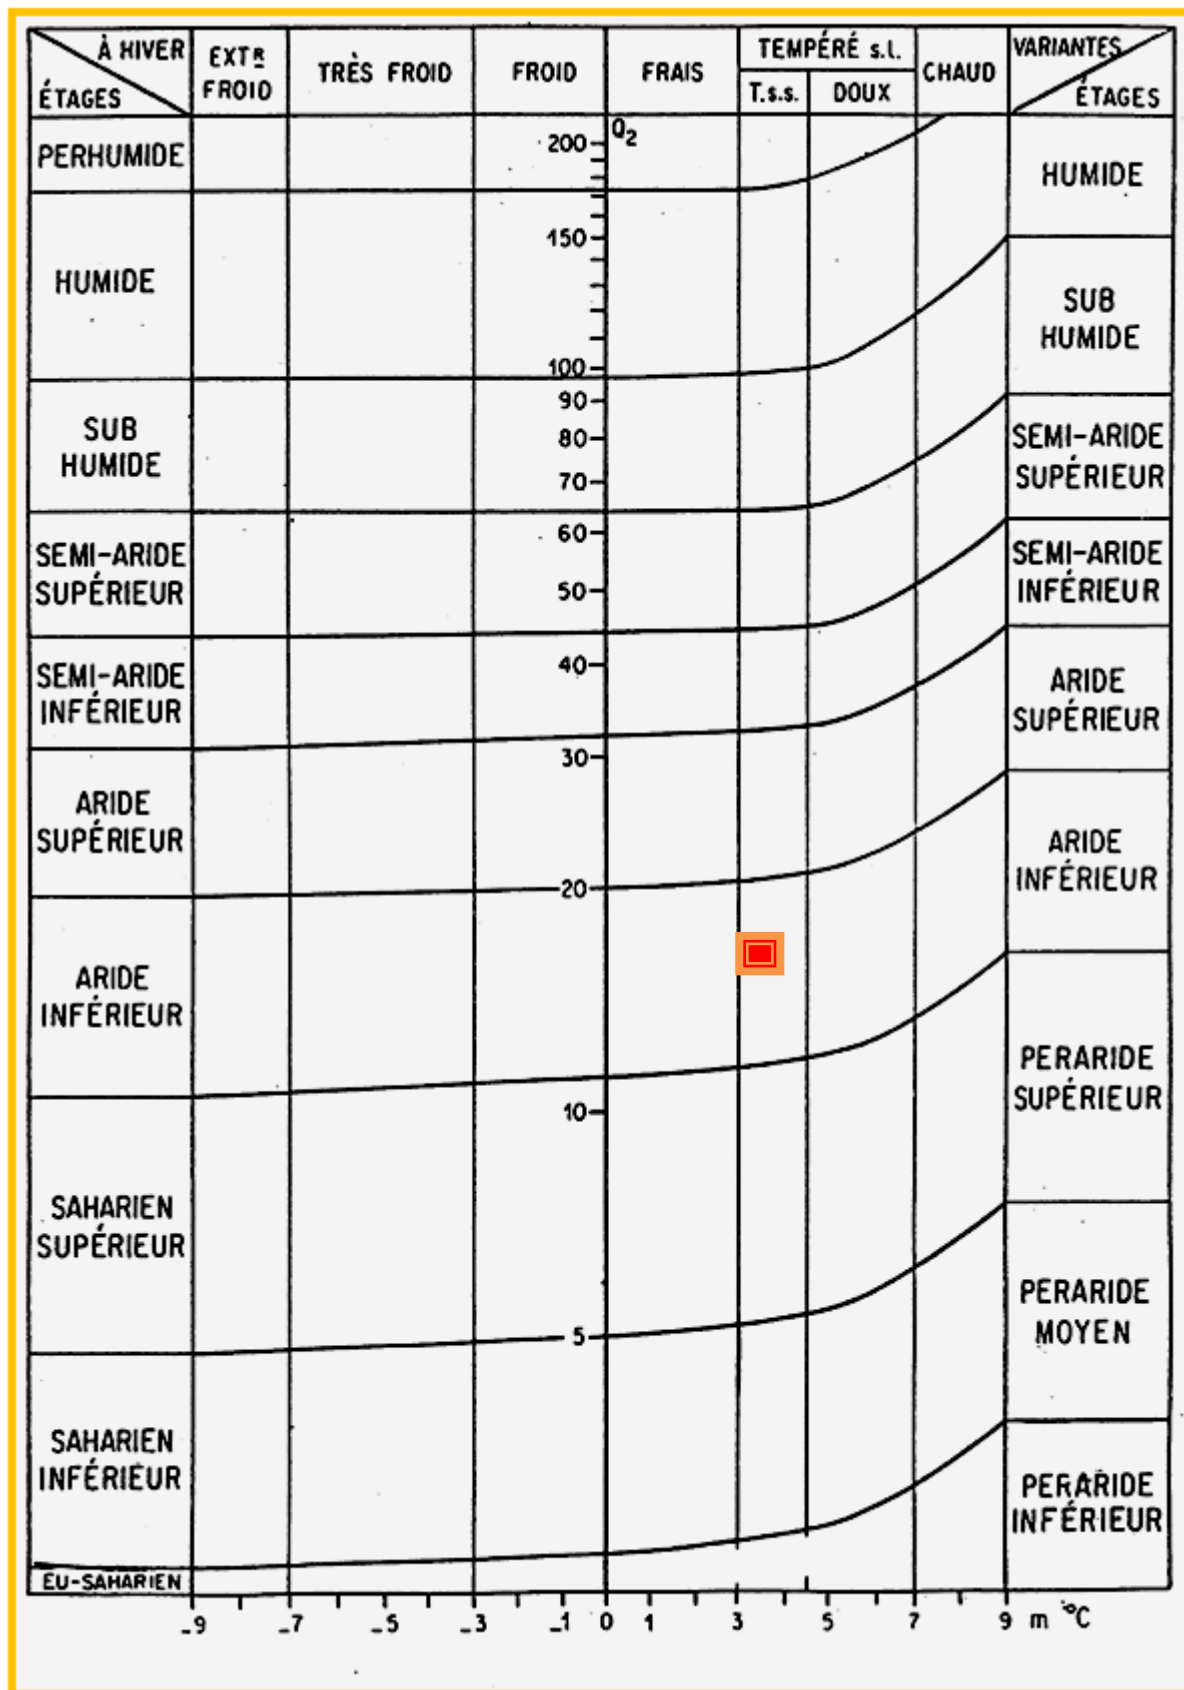 À HIVER
ÉTAGES
EXTR
FROID
TRÈS FROID
FROID
FRAIS
TEMPÉRÉ s.l.
T.s.s.
DOUX
CHAUD
VARIANTES
ÉTAGES
PERHUMIDE
HUMIDE
SUB
HUMIDE
SEMI-ARIDE
SUPÉRIEUR
SEMI-ARIDE
INFÉRIEUR
ARIDE
SUPÉRIEUR
ARIDE
INFÉRIEUR
SAHARIEN
SUPÉRIEUR
SAHARIEN
INFÉRIEUR
EU-SAHARIEN
Q2
200
150
100
90
80
70
60
50
40
30
20
10
5
HUMIDE
SUB
HUMIDE
SEMI-ARIDE
SUPÉRIEUR
SEMI-ARIDE
INFÉRIEUR
ARIDE
SUPÉRIEUR
ARIDE
INFÉRIEUR
PERARIDE
SUPÉRIEUR
PERARIDE
MOYEN
PERARIDE
INFÉRIEUR
-9 -7 -5 -3 -1 0 1 3 5 7 9 m °C